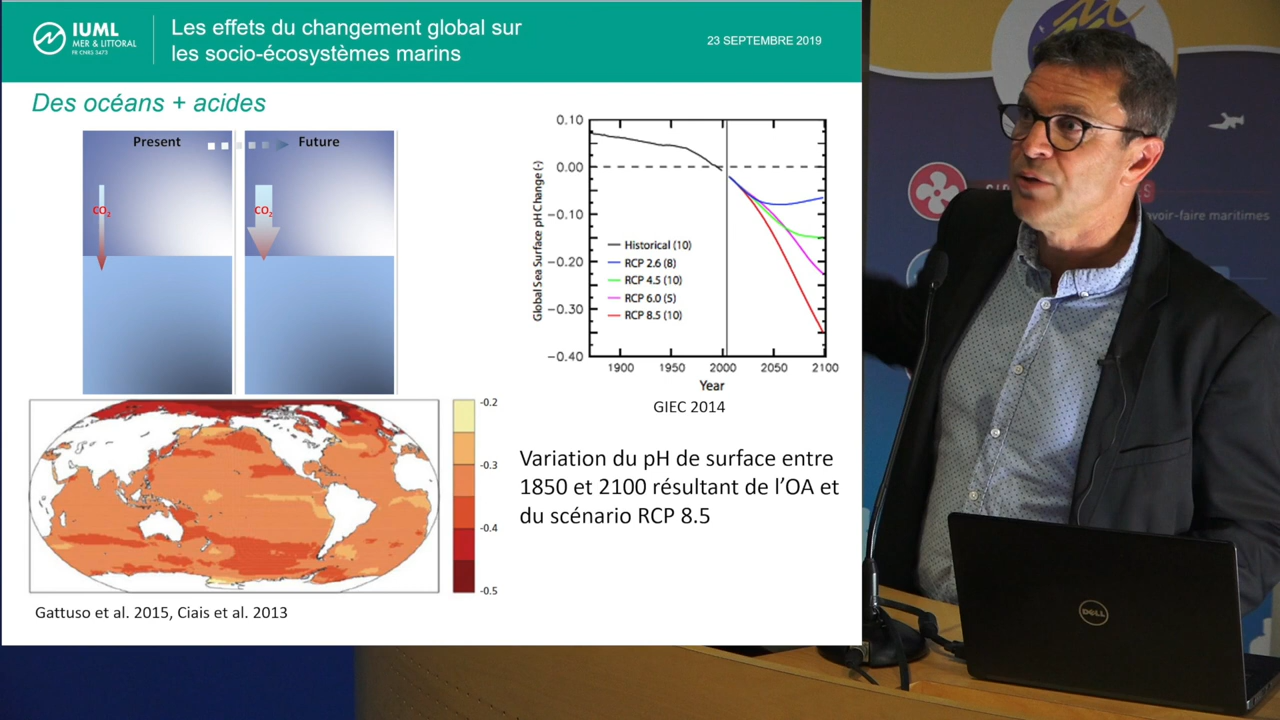 IUML
MER & LITTORAL
FR CNRS 3473
Les effets du changement global sur
les socio-écosystèmes marins
23 SEPTEMBRE 2019
Des océans + acides
Present
Future
CO2
CO2
Global Sea Surface pH Change (-)
0.10
0.00
−0.10
−0.20
−0.30
−0.40
Historical (10)
RCP 2.6 (8)
RCP 4.5 (10)
RCP 6.0 (5)
RCP 8.5 (10)
1900
1950
2000
2050
2100
Year
GIEC 2014
-0.2
-0.3
-0.4
-0.5
Variation du pH de surface entre
1850 et 2100 résultant de l'OA et
du scénario RCP 8.5
Gattuso et al. 2015, Ciais et al. 2013
avoir-faire maritimes
DELL